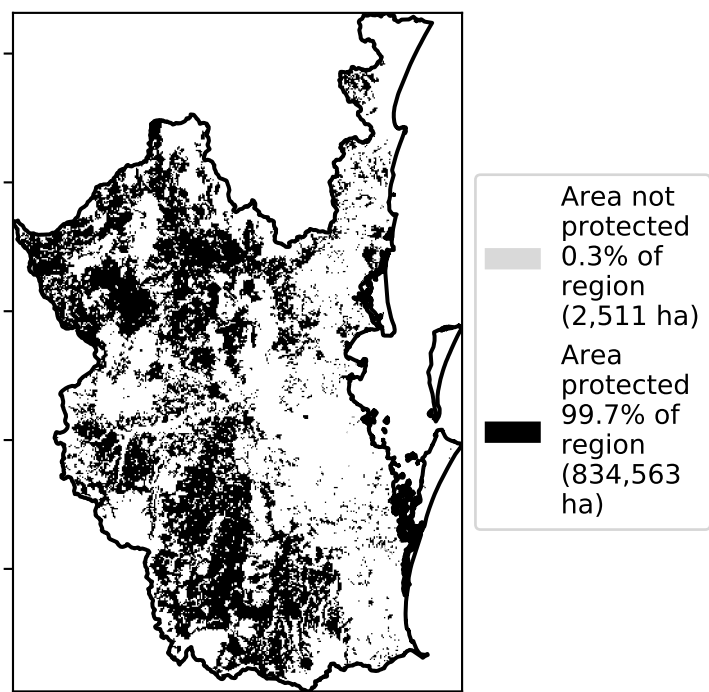 Area not
protected
0.3% of
region
(2,511 ha)
Area
protected
99.7% of
region
(834,563
ha)